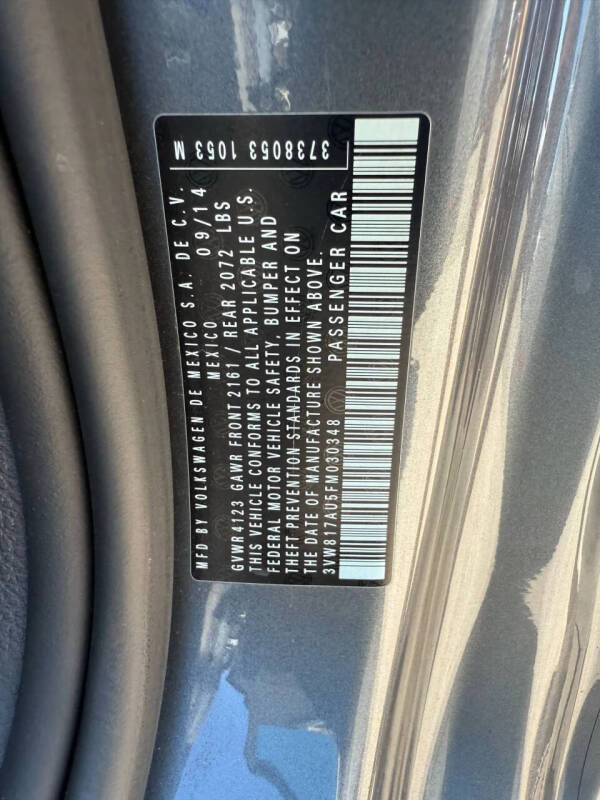 MFD BY VOLKSWAGEN DE MEXICO S.A. DE C.V.
MEXICO 09/14
GVWR 4123 GAWR FRONT 2161/ REAR 2072 LBS
THIS VEHICLE CONFORMS TO ALL APPLICABLE U.S.
FEDERAL MOTOR VEHICLE SAFETY, BUMPER AND
THEFT PREVENTION STANDARDS IN EFFECT ON
THE DATE OF MANUFACTURE SHOWN ABOVE.
3VW817AU5FM030348 PASSENGER CAR
3738053 1053 M